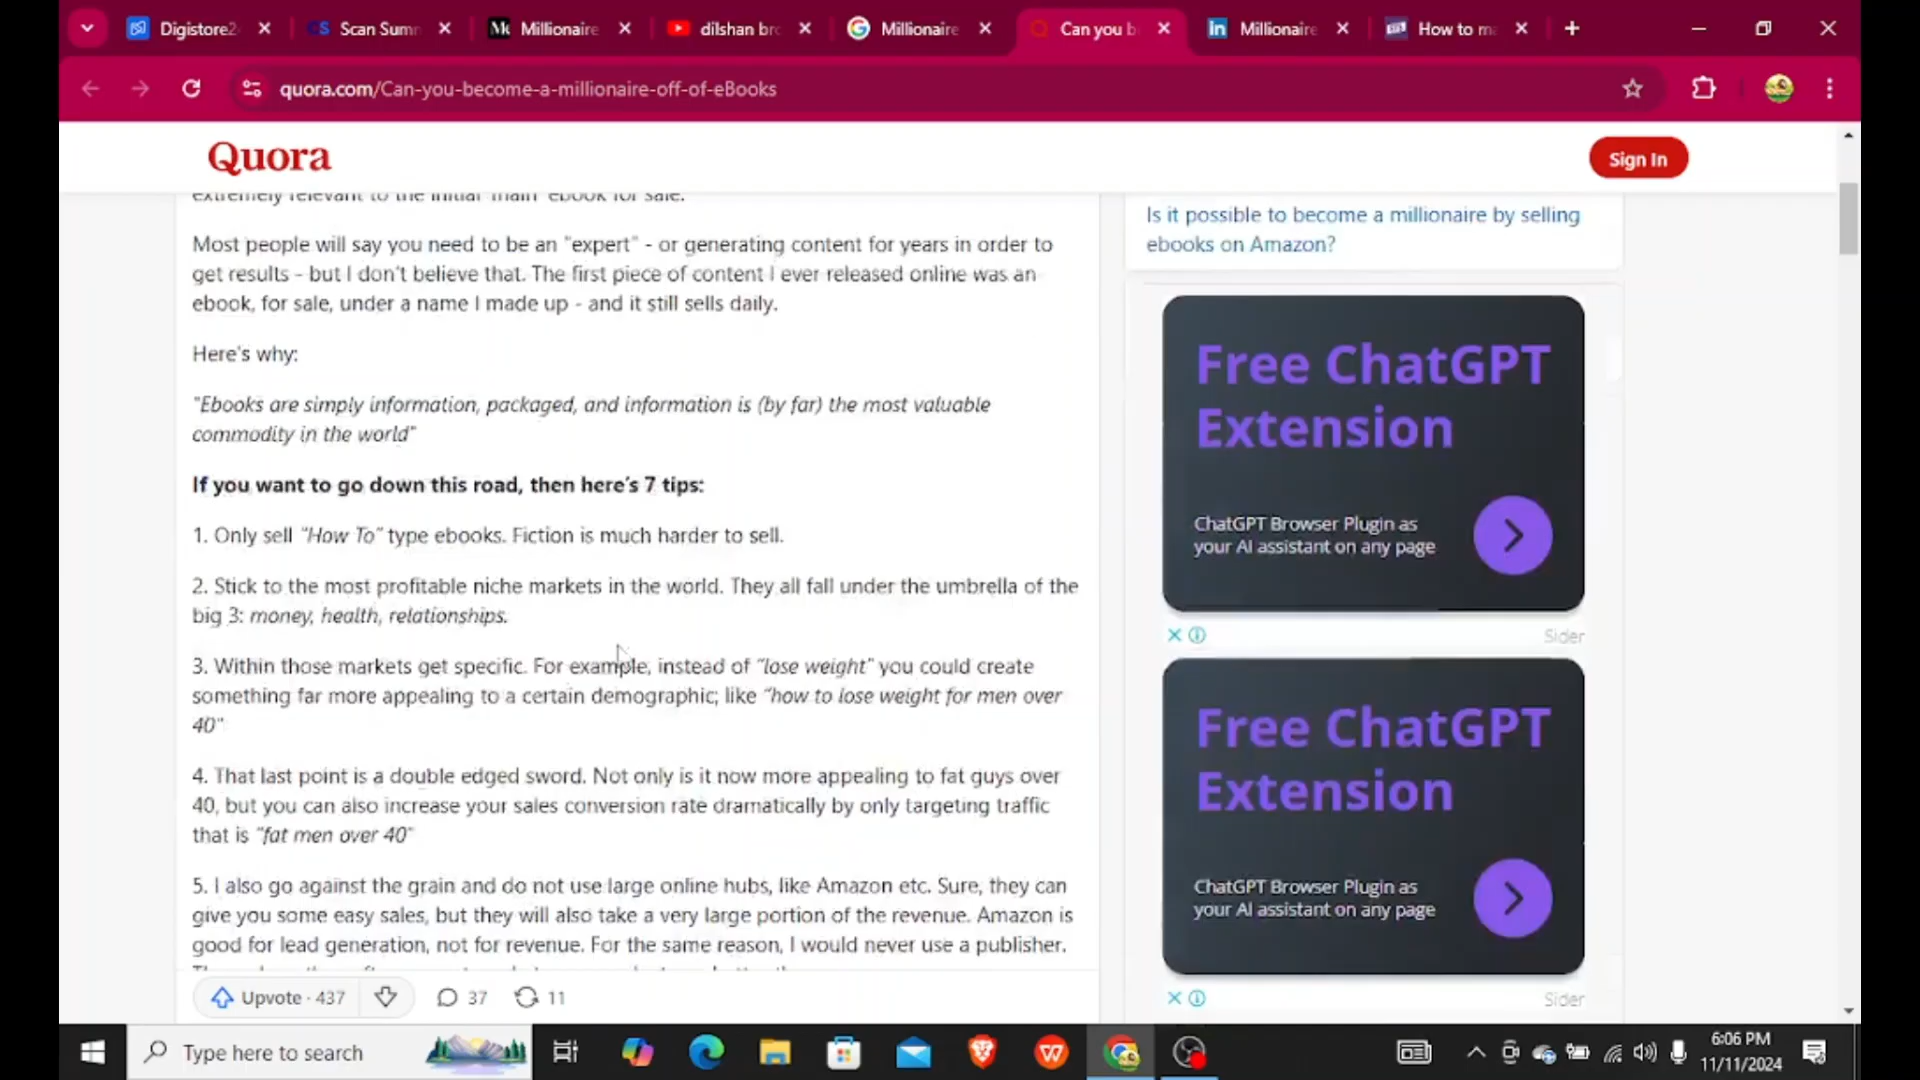 Digistore2
Scan Sumn
Millionaire
dilshan bro
Millionaire
Can you b
Millionaire
How to ma
quora.com/Can-you-become-a-millionaire-off-of-eBooks
Quora
Sign In
extremely relevant to the initial 'main' ebook for sale.
Most people will say you need to be an "expert" - or generating content for years in order to
get results - but I don't believe that. The first piece of content I ever released online was an
ebook, for sale, under a name I made up - and it still sells daily.
Here's why:
"Ebooks are simply information, packaged, and information is (by far) the most valuable
commodity in the world"
If you want to go down this road, then here's 7 tips:
1. Only sell "How To" type ebooks. Fiction is much harder to sell.
2. Stick to the most profitable niche markets in the world. They all fall under the umbrella of the
big 3: money, health, relationships.
3. Within those markets get specific. For example, instead of "lose weight" you could create
something far more appealing to a certain demographic; like "how to lose weight for men over
40"
4. That last point is a double edged sword. Not only is it now more appealing to fat guys over
40, but you can also increase your sales conversion rate dramatically by only targeting traffic
that is "fat men over 40"
5. I also go against the grain and do not use large online hubs, like Amazon etc. Sure, they can
give you some easy sales, but they will also take a very large portion of the revenue. Amazon is
good for lead generation, not for revenue. For the same reason, I would never use a publisher.
Upvote · 437
37
11
Is it possible to become a millionaire by selling
ebooks on Amazon?
Free ChatGPT
Extension
ChatGPT Browser Plugin as
your AI assistant on any page
Sider
Free ChatGPT
Extension
ChatGPT Browser Plugin as
your AI assistant on any page
Sider
Type here to search
6:06 PM
11/11/2024